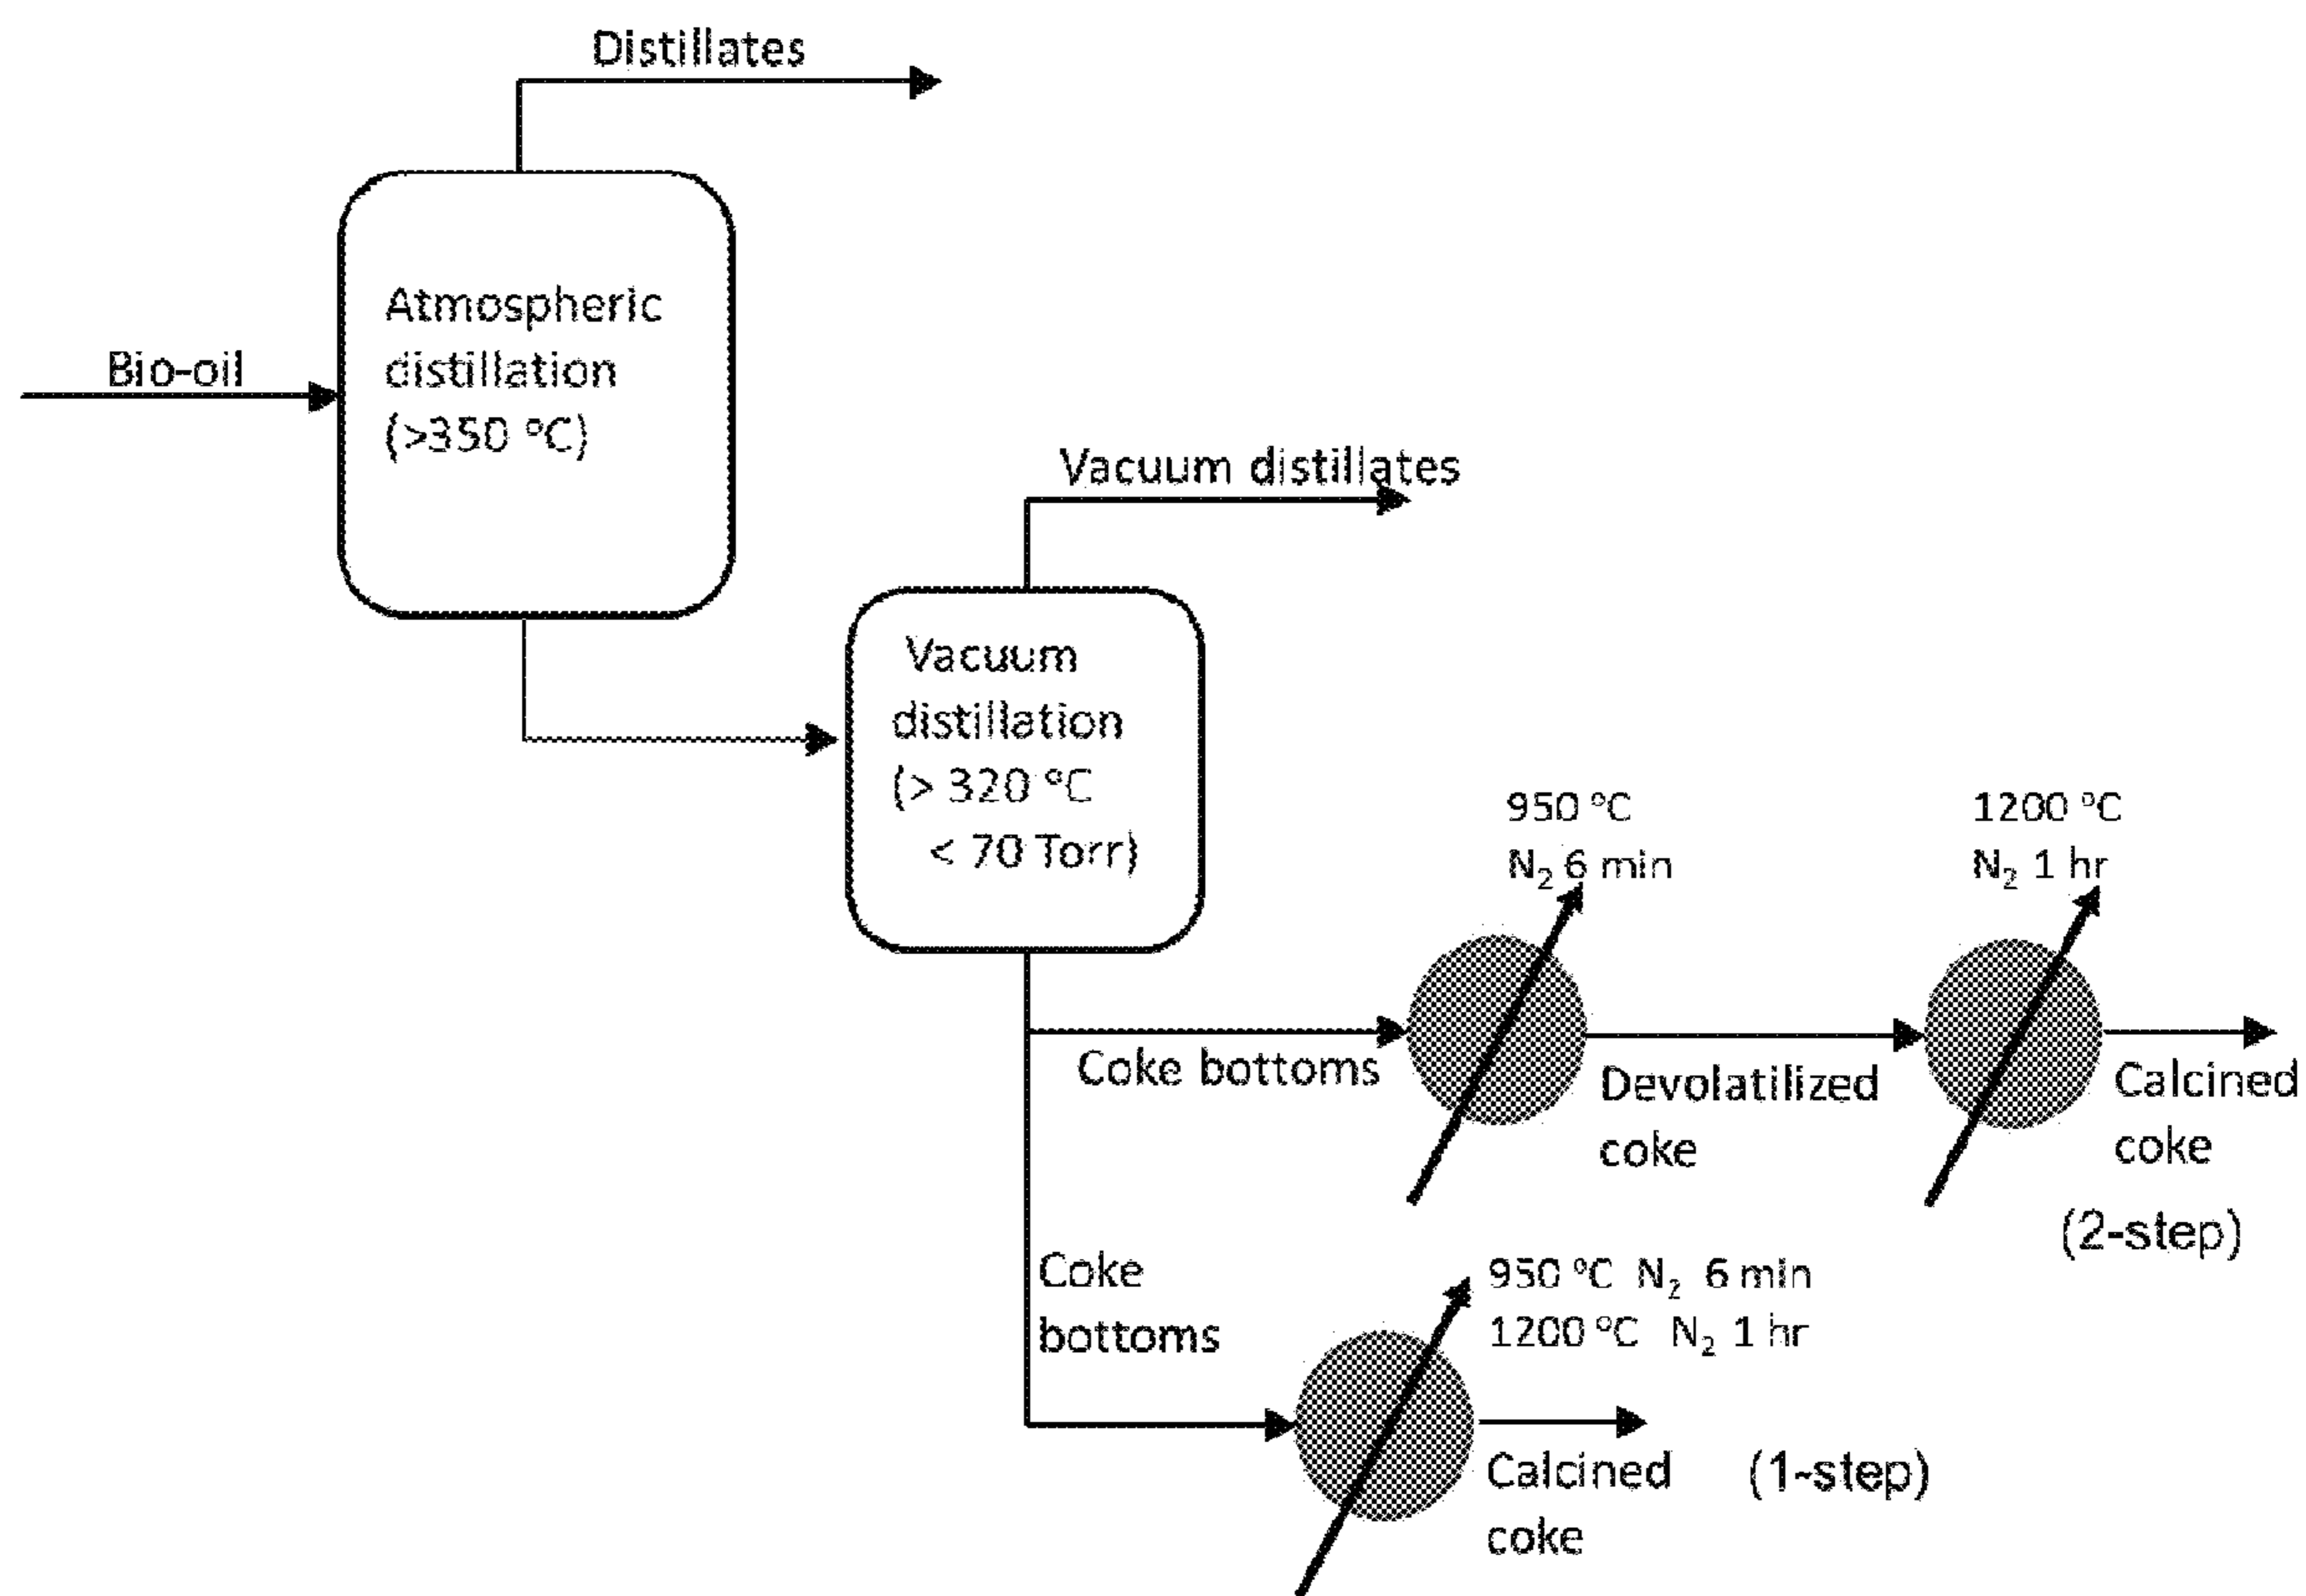 Distillates
Atmospheric
distillation
(>350 °C)
Bio-oil
Vacuum distillates
Vacuum
distillation
(> 320 °C
< 70 Torr)
950 °C
N₂ 6 min
1200 °C
N₂ 1 hr
Coke bottoms
Devolatilized
coke
Calcined
coke
(2-step)
Coke
bottoms
950 °C N₂ 6 min
1200 °C N₂ 1 hr
Calcined
coke
(1-step)